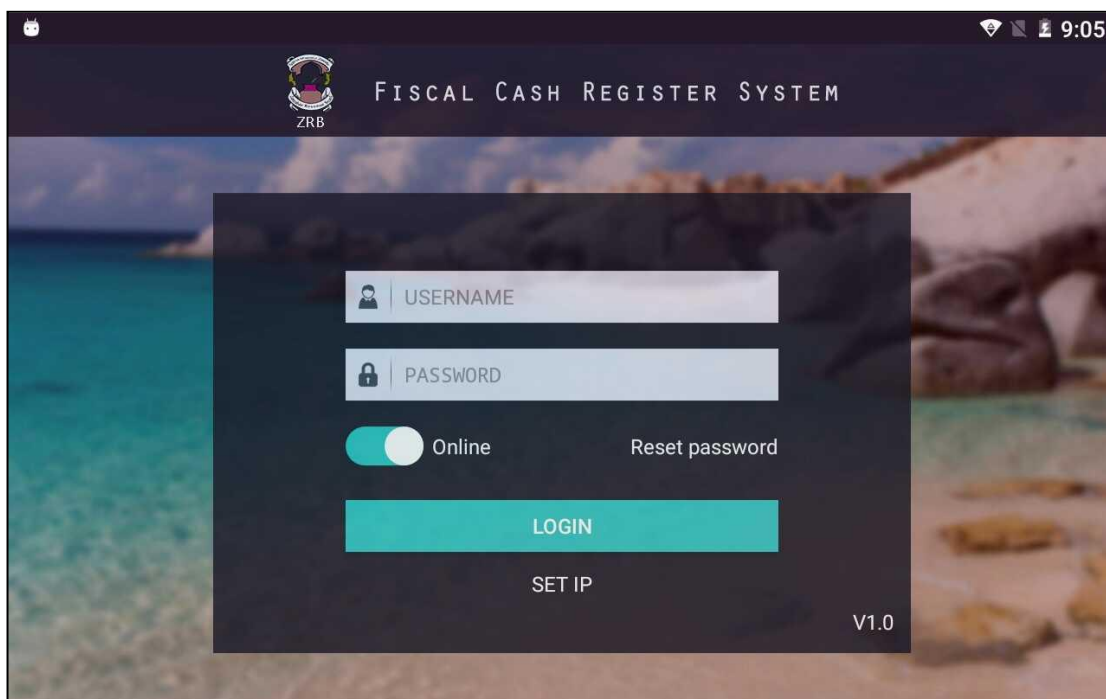 9:05
FISCAL CASH REGISTER SYSTEM
ZRB
USERNAME
PASSWORD
Online Reset password
LOGIN
SET IP
V1.0